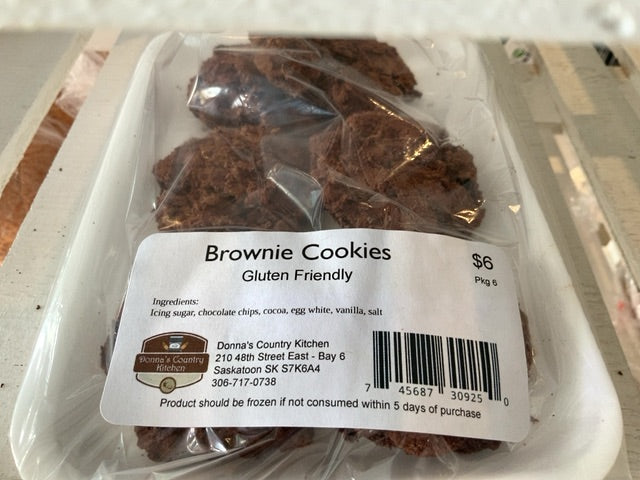 Brownie Cookies
Gluten Friendly
$6
Pkg 6
Ingredients:
Icing sugar, chocolate chips, cocoa, egg white, vanilla, salt
Donna's Country
Kitchen
Donna's Country Kitchen
210 48th Street East - Bay 6
Saskatoon SK S7K6A4
306-717-0738
7 45687 30925 0
Product should be frozen if not consumed within 5 days of purchase